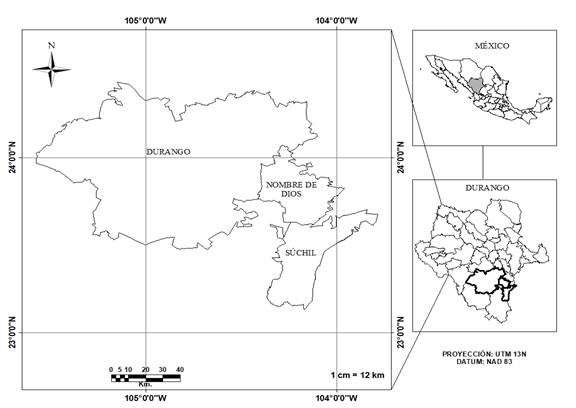 105°0'0"W 104°0'0"W
N
MÉXICO
DURANGO
24°0'0"N 24°0'0"N
NOMBRE DE
DIOS
DURANGO
SÚCHIL
23°0'0"N 23°0'0"N
PROYECCIÓN: UTM 13N
DATUM: NAD 83
0 5 10 20 30 40
Km.
1 cm = 12 km
105°0'0"W 104°0'0"W